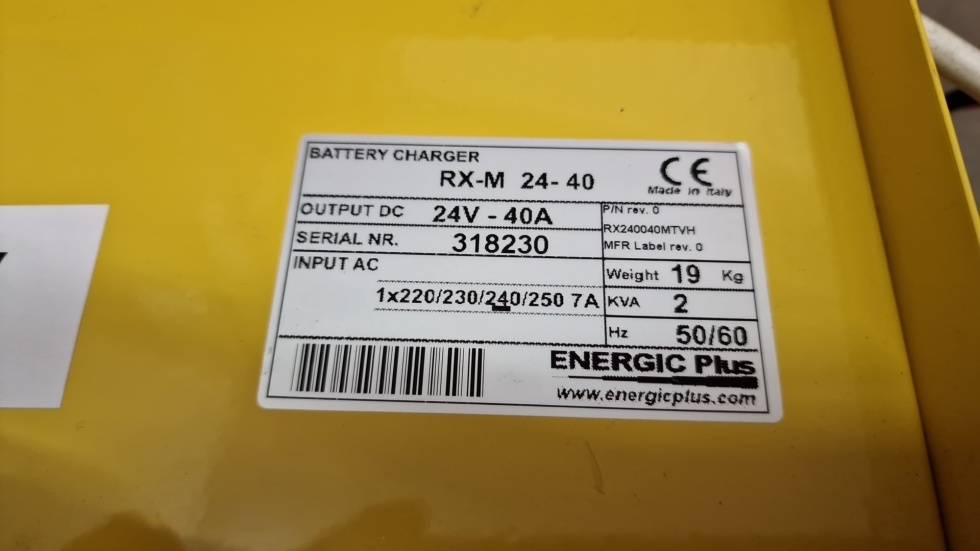 BATTERY CHARGER
RX-M 24-40
CE
Made in Italy
OUTPUT DC 24V - 40A
P/N rev. 0
RX240040MTVH
SERIAL NR. 318230
MFR Label rev. 0
INPUT AC
Weight 19 Kg
1x220/230/240/250 7A
KVA 2
Hz 50/60
ENERGIC Plus
www.energicplus.com